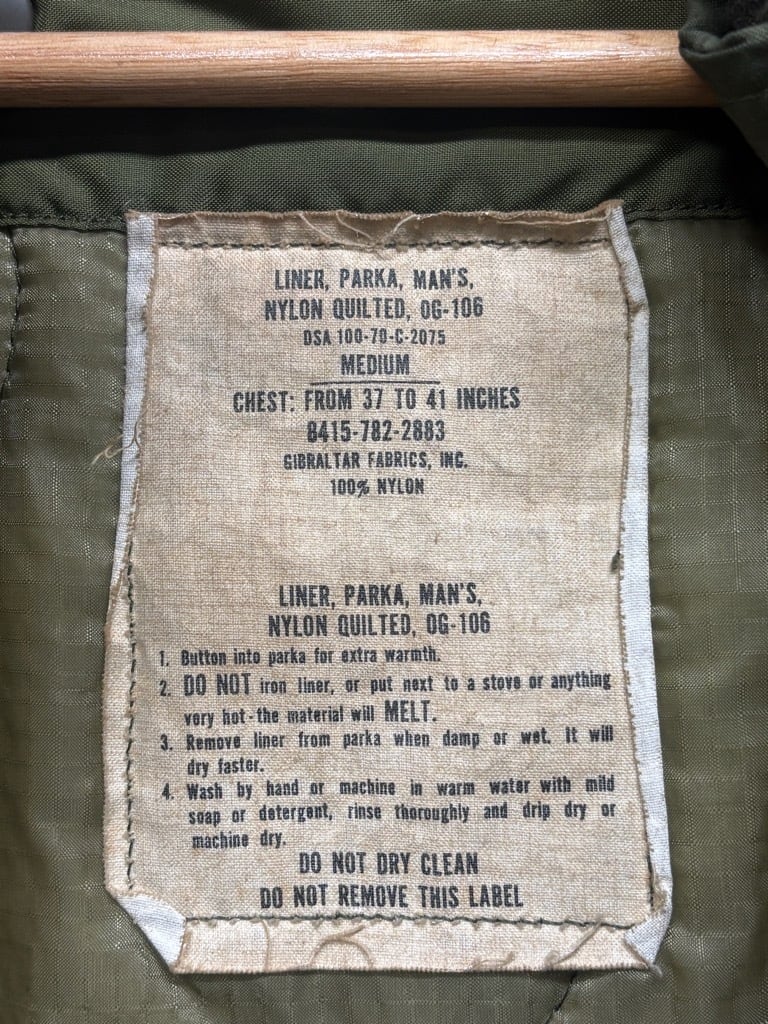 LINER, PARKA, MAN'S,
NYLON QUILTED, OG-106
DSA 100-70-C-2075
MEDIUM
CHEST: FROM 37 TO 41 INCHES
8415-782-2883
GIBRALTAR FABRICS, INC.
100% NYLON
LINER, PARKA, MAN'S,
NYLON QUILTED, OG-106
1. Button into parka for extra warmth.
2. DO NOT iron liner, or put next to a stove or anything
very hot-the material will MELT.
3. Remove liner from parka when damp or wet. It will
dry faster.
4. Wash by hand or machine in warm water with mild
soap or detergent, rinse thoroughly and drip dry or
machine dry.
DO NOT DRY CLEAN
DO NOT REMOVE THIS LABEL